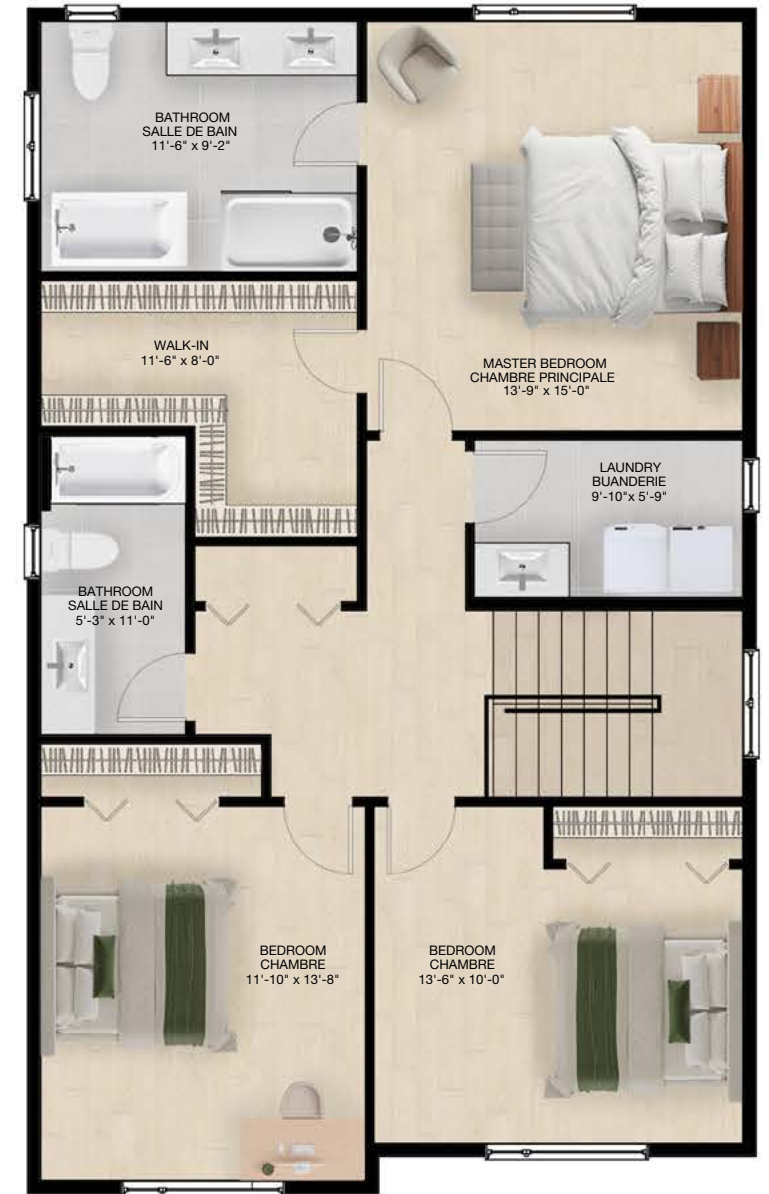 BATHROOM
SALLE DE BAIN
11'-6" x 9'-2"
WALK-IN
11'-6" x 8'-0"
MASTER BEDROOM
CHAMBRE PRINCIPALE
13'-9" x 15'-0"
LAUNDRY
BUANDERIE
9'-10"x 5'-9"
BATHROOM
SALLE DE BAIN
5'-3" x 11'-0"
BEDROOM
CHAMBRE
11'-10" x 13'-8"
BEDROOM
CHAMBRE
13'-6" x 10'-0"